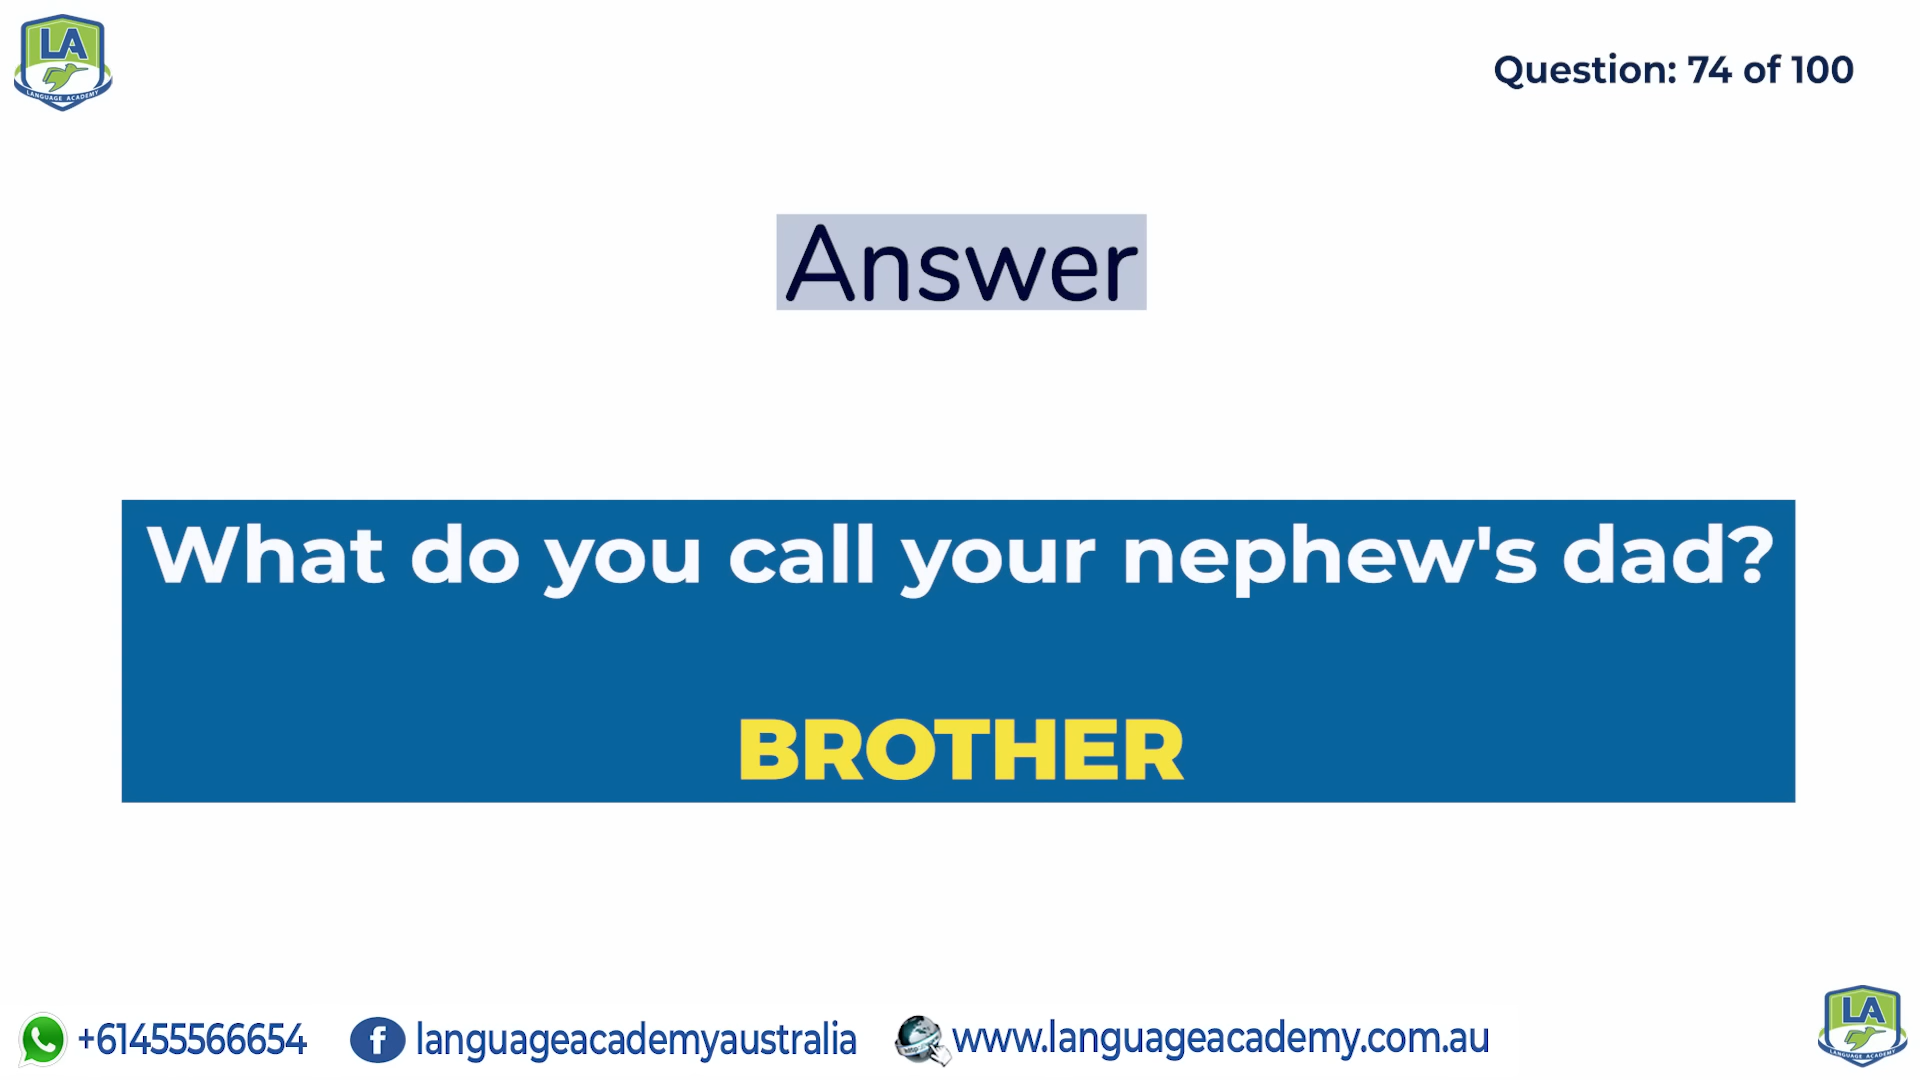 LA
LANGUAGE ACADEMY
Question: 74 of 100
Answer
What do you call your nephew's dad?
BROTHER
+61455566654
f languageacademyaustralia
http
www.languageacademy.com.au
LA
LANGUAGE ACADEMY